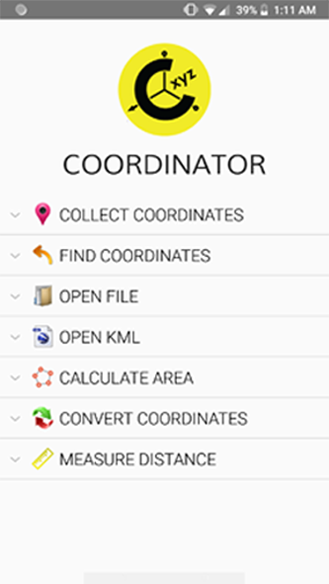 39% 1:11 AM
C xyz
COORDINATOR
COLLECT COORDINATES
FIND COORDINATES
OPEN FILE
OPEN KML
CALCULATE AREA
CONVERT COORDINATES
MEASURE DISTANCE